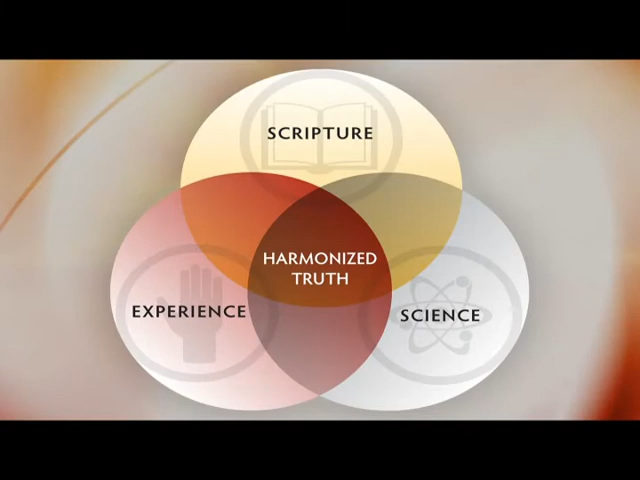 SCRIPTURE
HARMONIZED
TRUTH
EXPERIENCE
SCIENCE